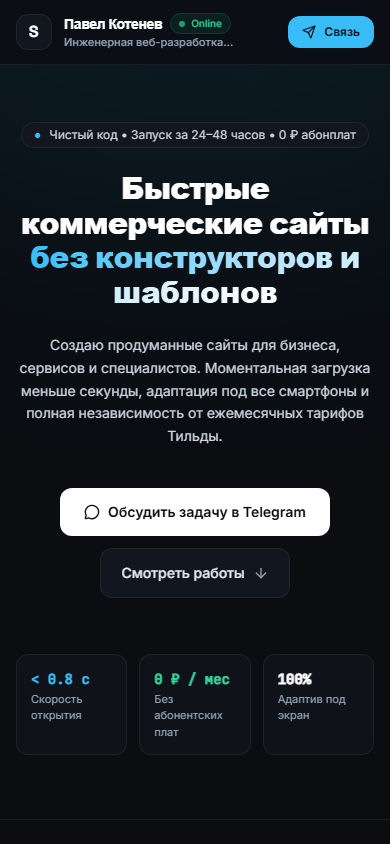 S
Павел Котенев
Online
Инженерная веб-разработка...
Связь
Чистый код • Запуск за 24–48 часов • 0 ₽ абонплат
Быстрые
коммерческие сайты
без конструкторов и
шаблонов
Создаю продуманные сайты для бизнеса,
сервисов и специалистов. Моментальная загрузка
меньше секунды, адаптация под все смартфоны и
полная независимость от ежемесячных тарифов
Тильды.
Обсудить задачу в Telegram
Смотреть работы ↓
< 0.8 с
Скорость
открытия
0 ₽ / мес
Без
абонентских
плат
100%
Адаптив под
экран